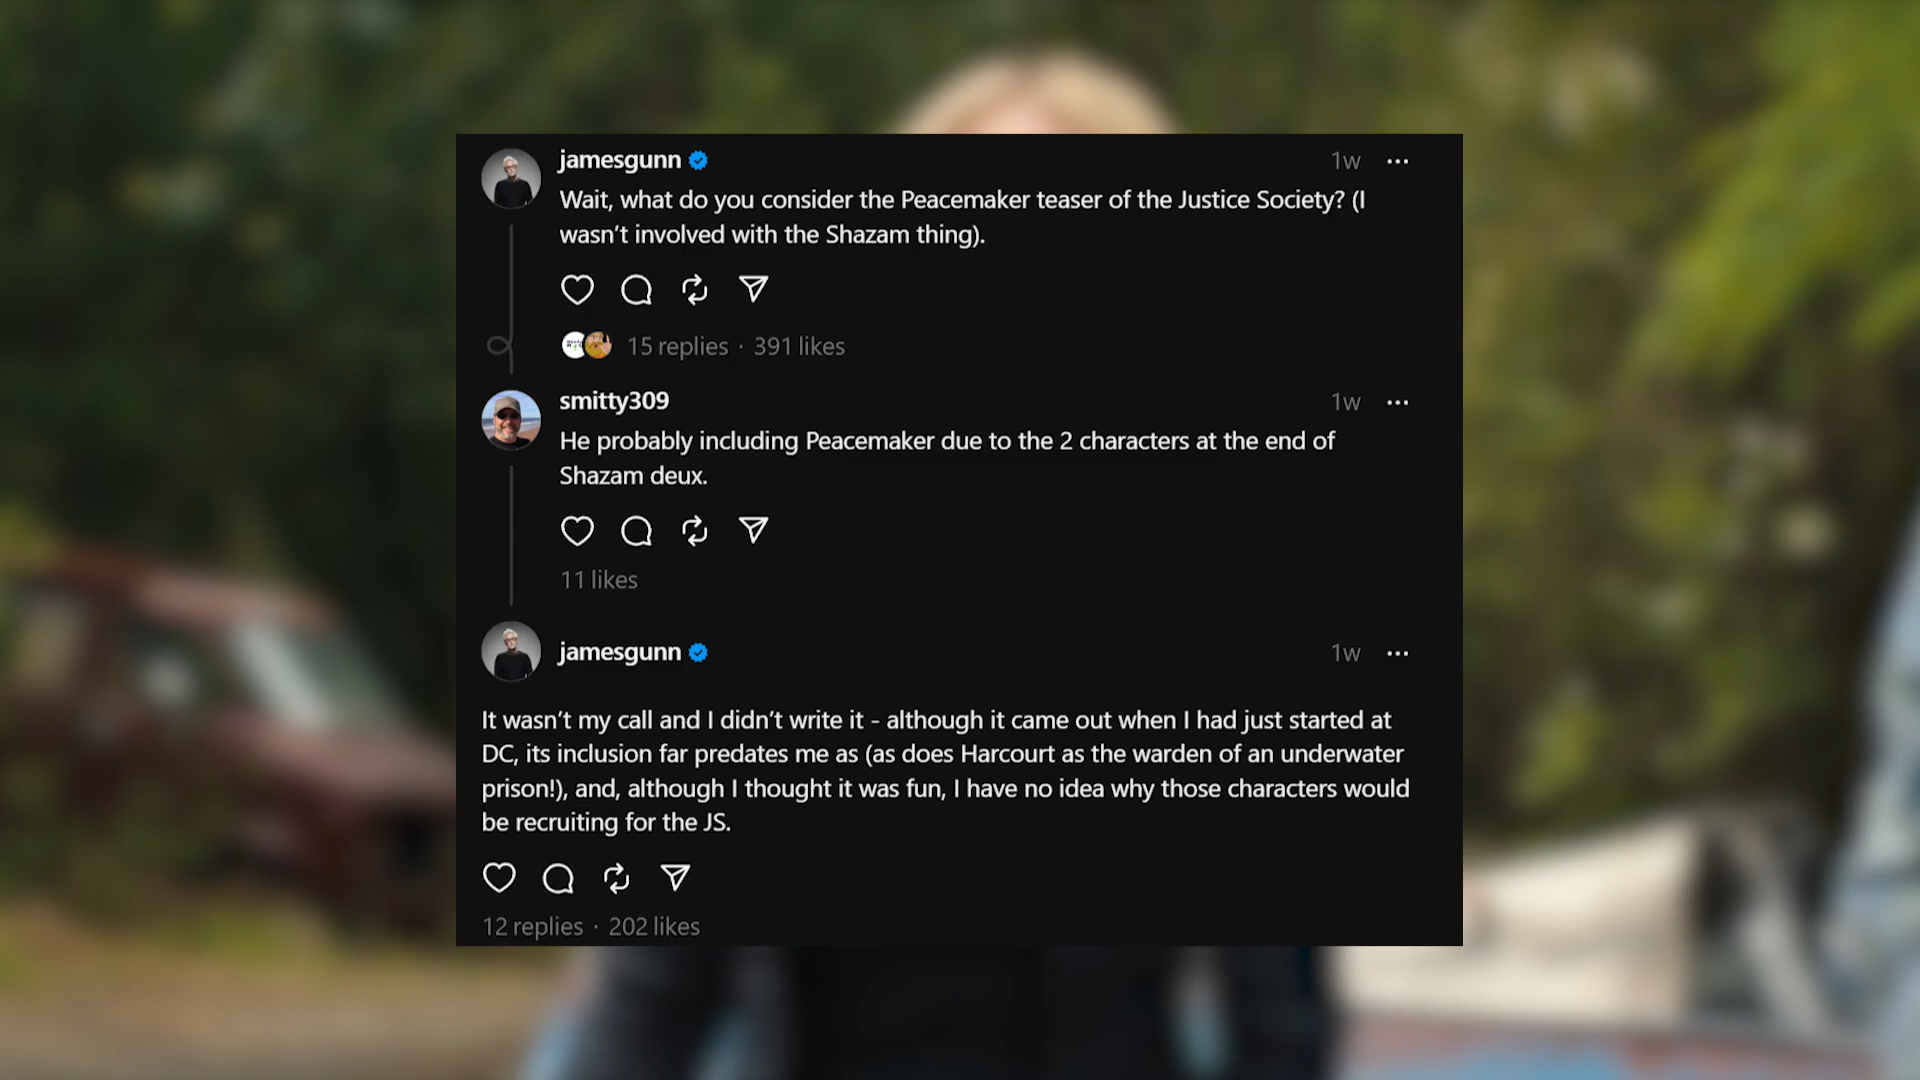 jamesgunn
1w
Wait, what do you consider the Peacemaker teaser of the Justice Society? (I
wasn’t involved with the Shazam thing).
15 replies · 391 likes
smitty309
1w
He probably including Peacemaker due to the 2 characters at the end of
Shazam deux.
11 likes
jamesgunn
1w
It wasn’t my call and I didn’t write it - although it came out when I had just started at
DC, its inclusion far predates me as (as does Harcourt as the warden of an underwater
prison!), and, although I thought it was fun, I have no idea why those characters would
be recruiting for the JS.
12 replies · 202 likes